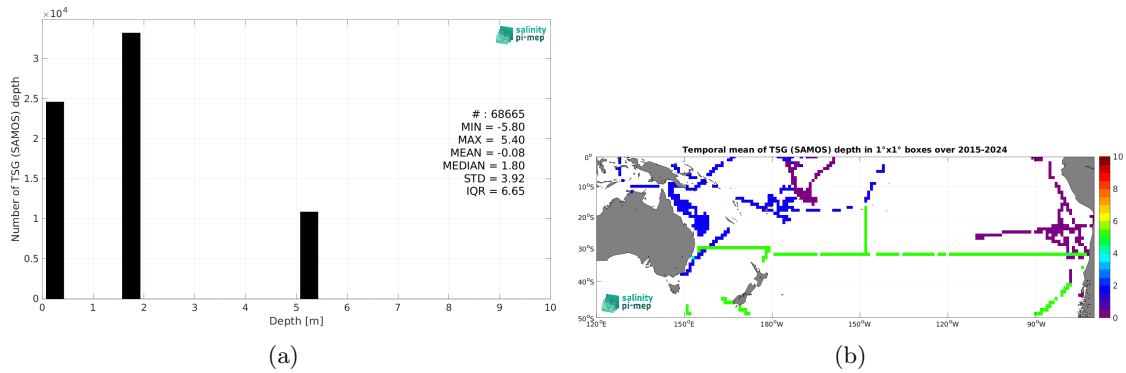 ×10⁴
3
2.5
2
1.5
1
0.5
0
0 1 2 3 4 5 6 7 8 9 10
Number of TSG (SAMOS) depth
Depth [m]
salinity
pi-mep
# : 68665
MIN = -5.80
MAX = 5.40
MEAN = -0.08
MEDIAN = 1.80
STD = 3.92
IQR = 6.65
(a)
Temporal mean of TSG (SAMOS) depth in 1°x1° boxes over 2015-2024
0°
10°S
20°S
30°S
40°S
50°S
120°E 150°E 180°W 150°W 120°W 90°W
salinity
pi-mep
10
8
6
4
2
0
(b)